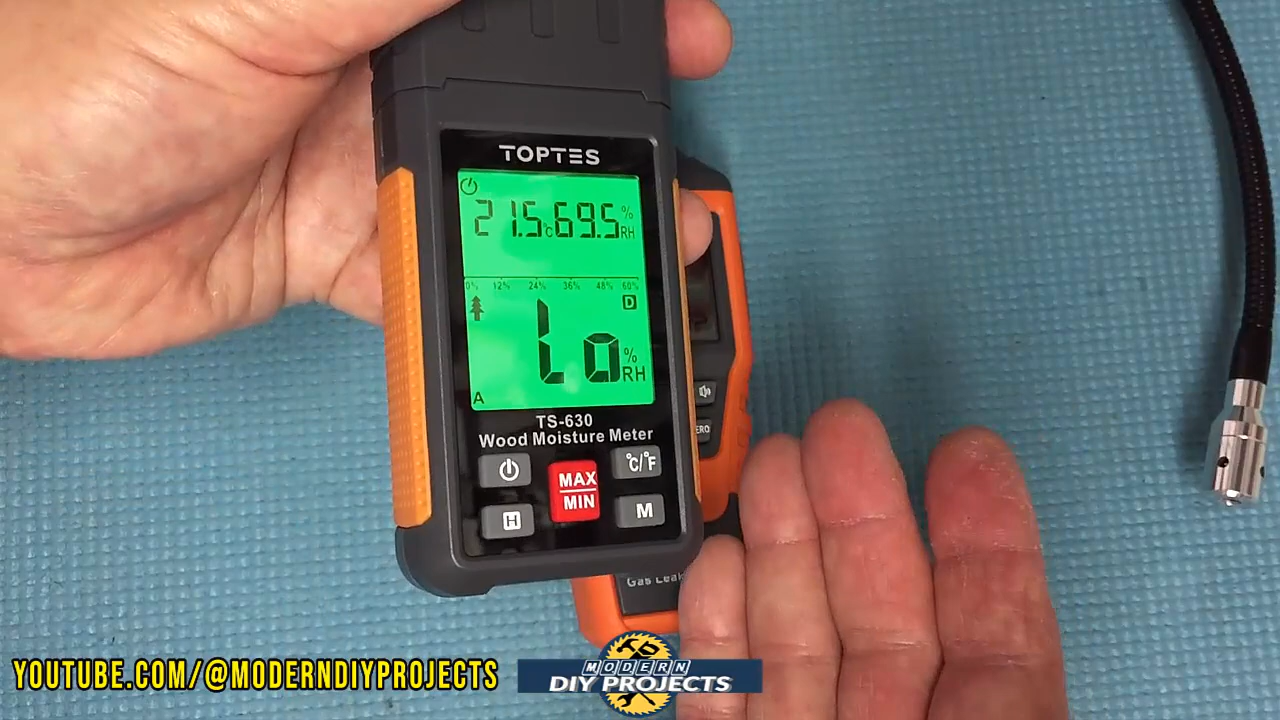 TOPTES
21.5°C 69.5%RH
0% 12% 24% 36% 48% 60%
D
Lo %RH
A
TS-630
Wood Moisture Meter
°C/°F
MAX
MIN
H
M
ERO
Gas Leak
YOUTUBE.COM/@MODERNDIYPROJECTS
MODERN
DIY PROJECTS